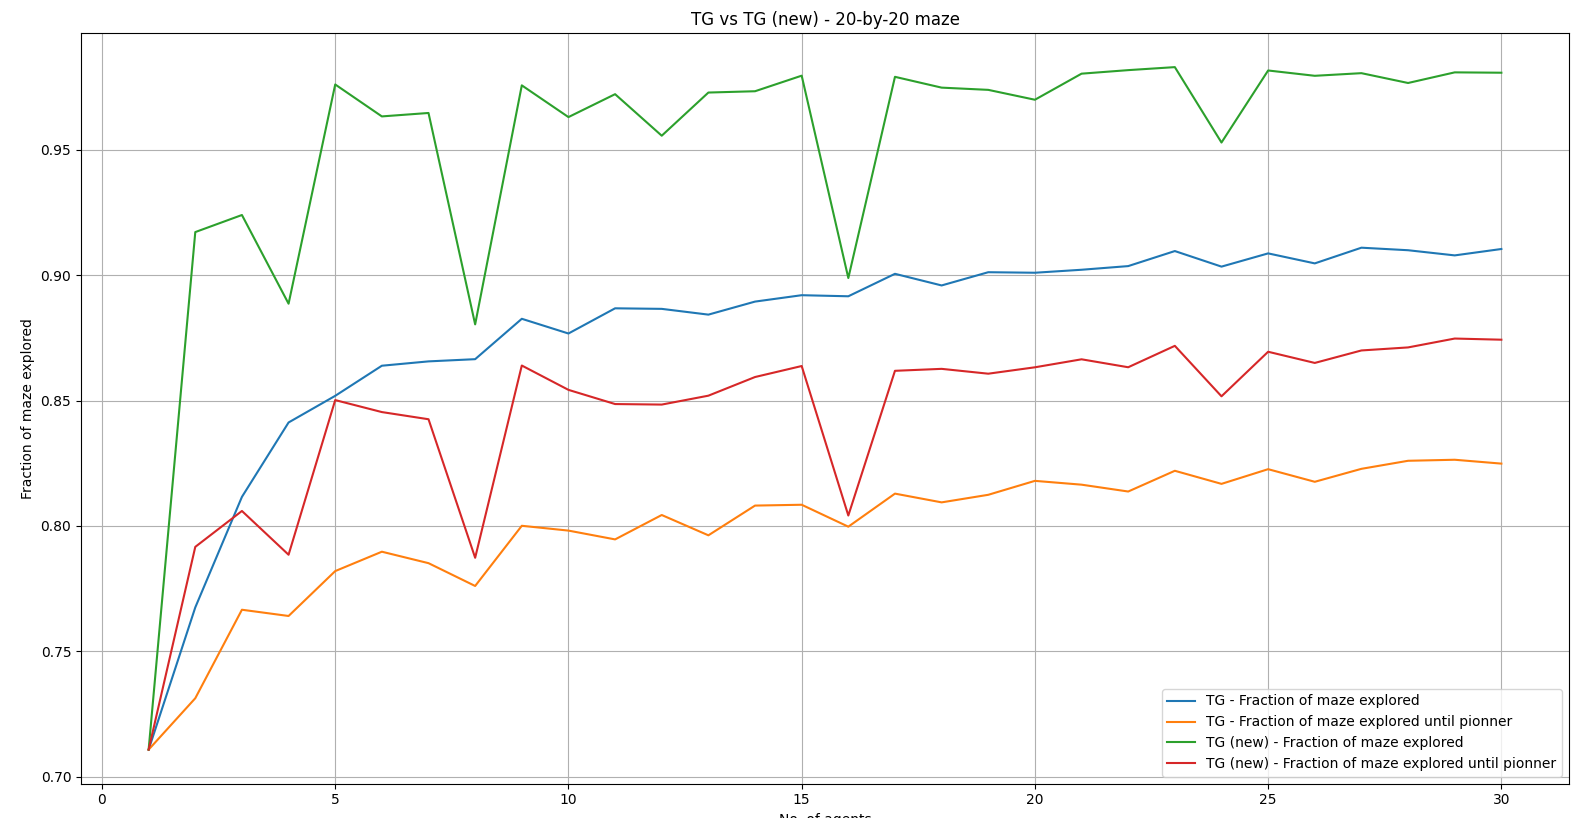 TG vs TG (new) - 20-by-20 maze
Fraction of maze explored
0.95
0.90
0.85
0.80
0.75
0.70
0 5 10 15 20 25 30
No. of agents
TG - Fraction of maze explored
TG - Fraction of maze explored until pionner
TG (new) - Fraction of maze explored
TG (new) - Fraction of maze explored until pionner